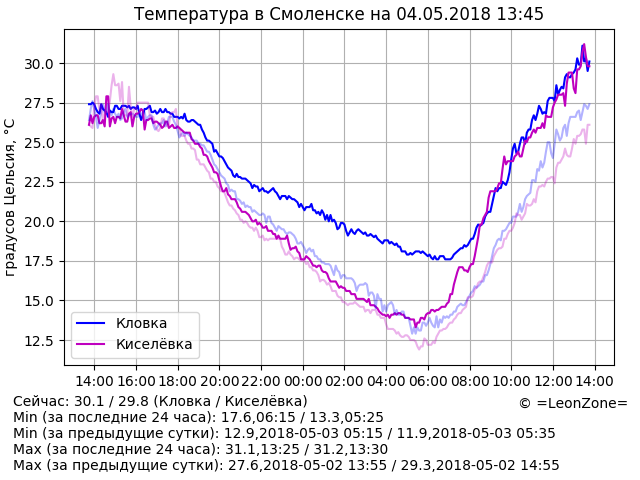 Температура в Смоленске на 04.05.2018 13:45
градусов Цельсия, °C
30.0
27.5
25.0
22.5
20.0
17.5
15.0
12.5
Кловка
Киселёвка
14:00 16:00 18:00 20:00 22:00 00:00 02:00 04:00 06:00 08:00 10:00 12:00 14:00
Сейчас: 30.1 / 29.8 (Кловка / Киселёвка)
© =LeonZone=
Min (за последние 24 часа): 17.6,06:15 / 13.3,05:25
Min (за предыдущие сутки): 12.9,2018-05-03 05:15 / 11.9,2018-05-03 05:35
Max (за последние 24 часа): 31.1,13:25 / 31.2,13:30
Max (за предыдущие сутки): 27.6,2018-05-02 13:55 / 29.3,2018-05-02 14:55